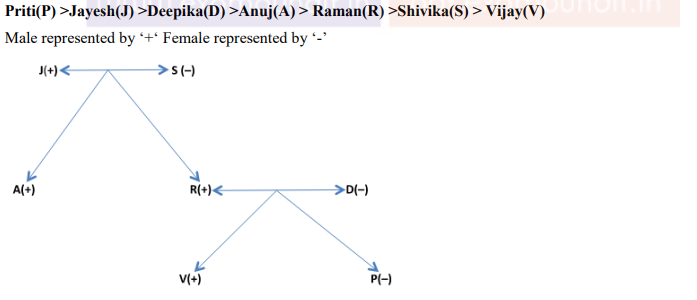 Priti(P) >Jayesh(J) >Deepika(D) >Anuj(A) > Raman(R) >Shivika(S) > Vijay(V)
Male represented by ‘+‘ Female represented by ‘-’
J(+) S (–)
A(+) R(+) D(–)
V(+) P(–)